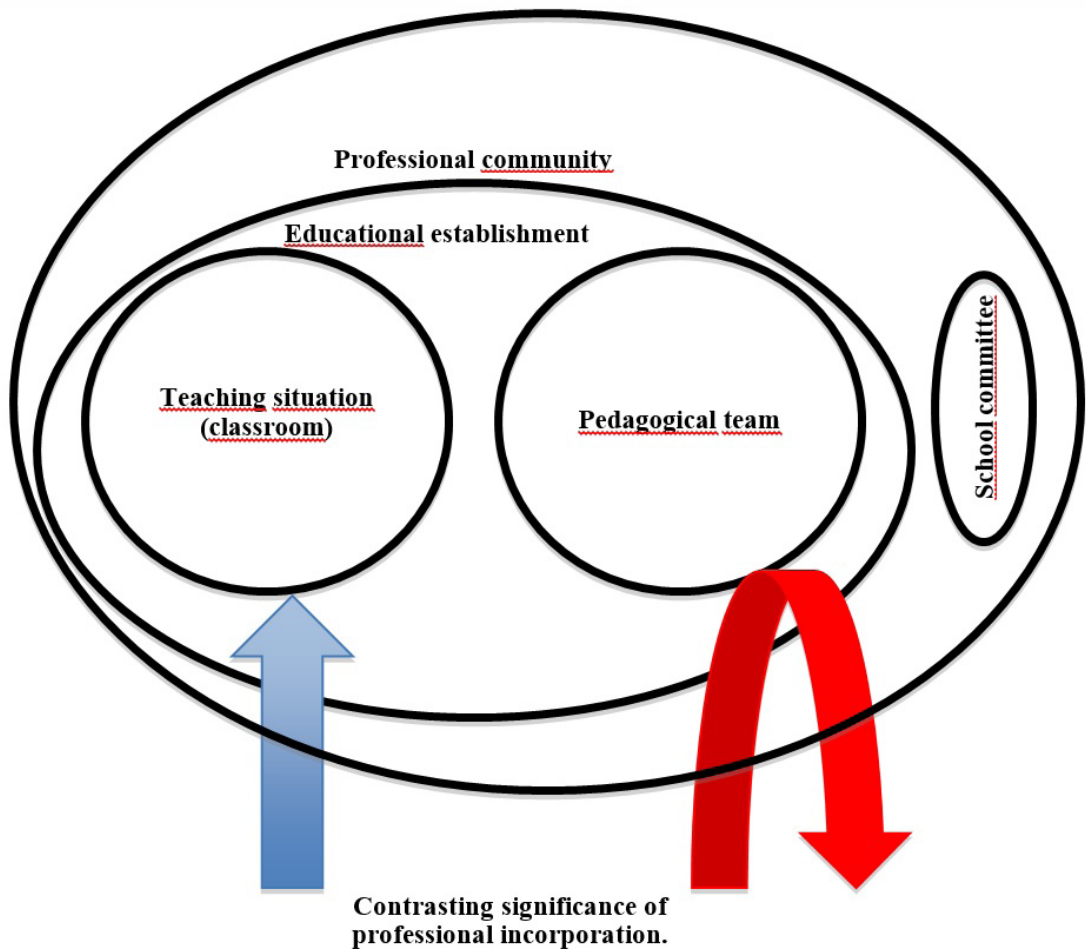 Professional community
Educational establishment
Teaching situation
(classroom)
Pedagogical team
School committee
Contrasting significance of
professional incorporation.